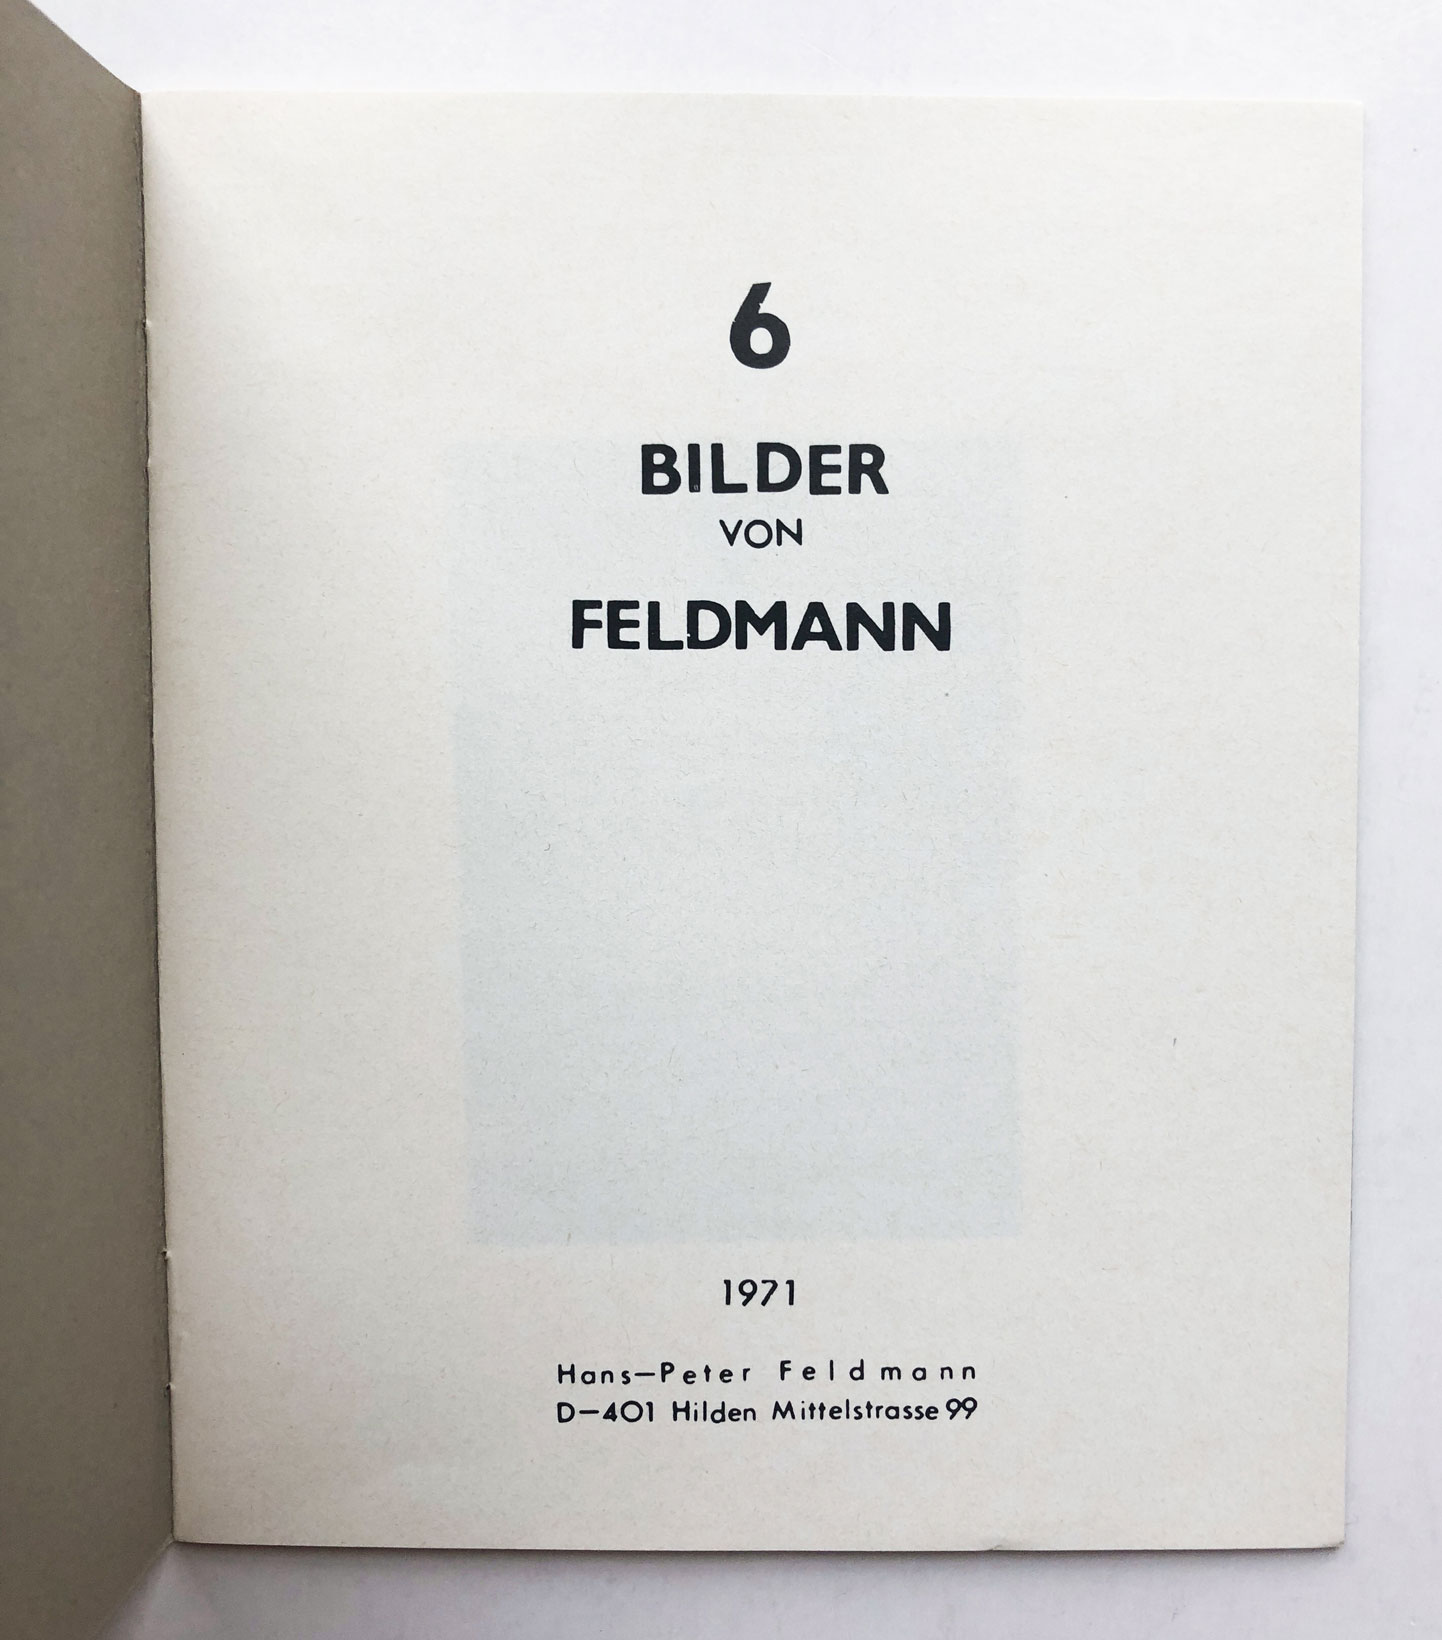 6
BILDER
VON
FELDMANN
1971
Hans-Peter Feldmann
D-401 Hilden Mittelstrasse 99